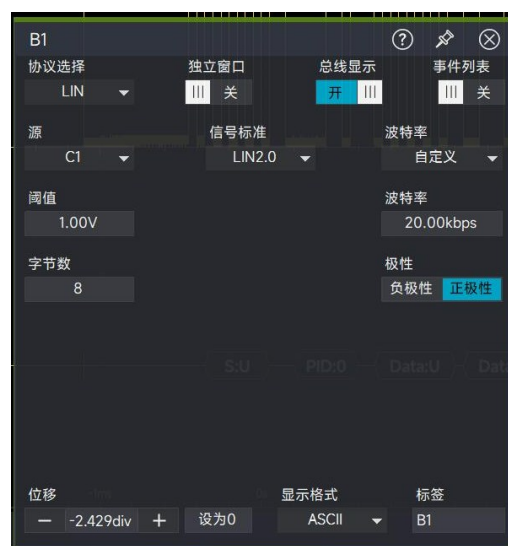 B1
协议选择 独立窗口 总线显示 事件列表
LIN 关 开 关
源 信号标准 波特率
C1 LIN2.0 自定义
阈值 波特率
1.00V 20.00kbps
字节数 极性
8 负极性 正极性
S:U PID:0 Data:U Dat
位移 显示格式 标签
— -2.429div + 设为0 ASCII B1